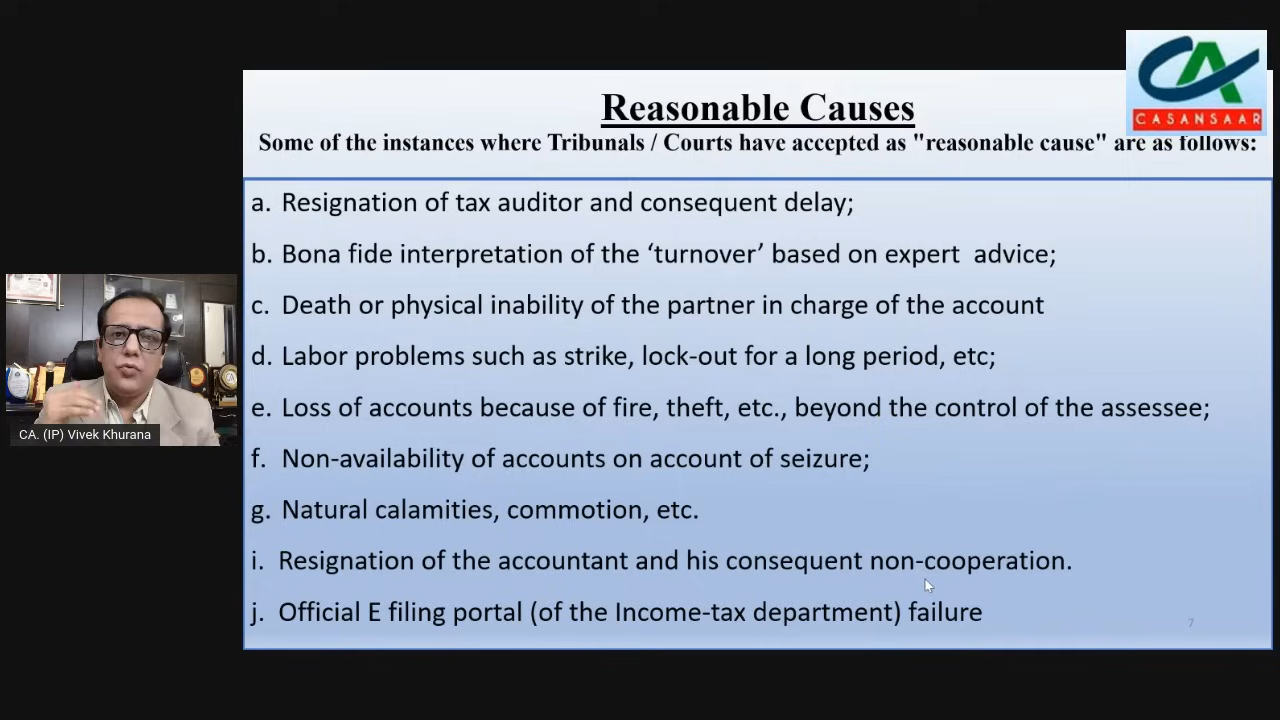 CASANSAAR
Reasonable Causes
Some of the instances where Tribunals / Courts have accepted as "reasonable cause" are as follows:
a. Resignation of tax auditor and consequent delay;
b. Bona fide interpretation of the ‘turnover’ based on expert  advice;
c. Death or physical inability of the partner in charge of the account
d. Labor problems such as strike, lock-out for a long period, etc;
e. Loss of accounts because of fire, theft, etc., beyond the control of the assessee;
f. Non-availability of accounts on account of seizure;
g. Natural calamities, commotion, etc.
i. Resignation of the accountant and his consequent non-cooperation.
j. Official E filing portal (of the Income-tax department) failure
7
CA. (IP) Vivek Khurana